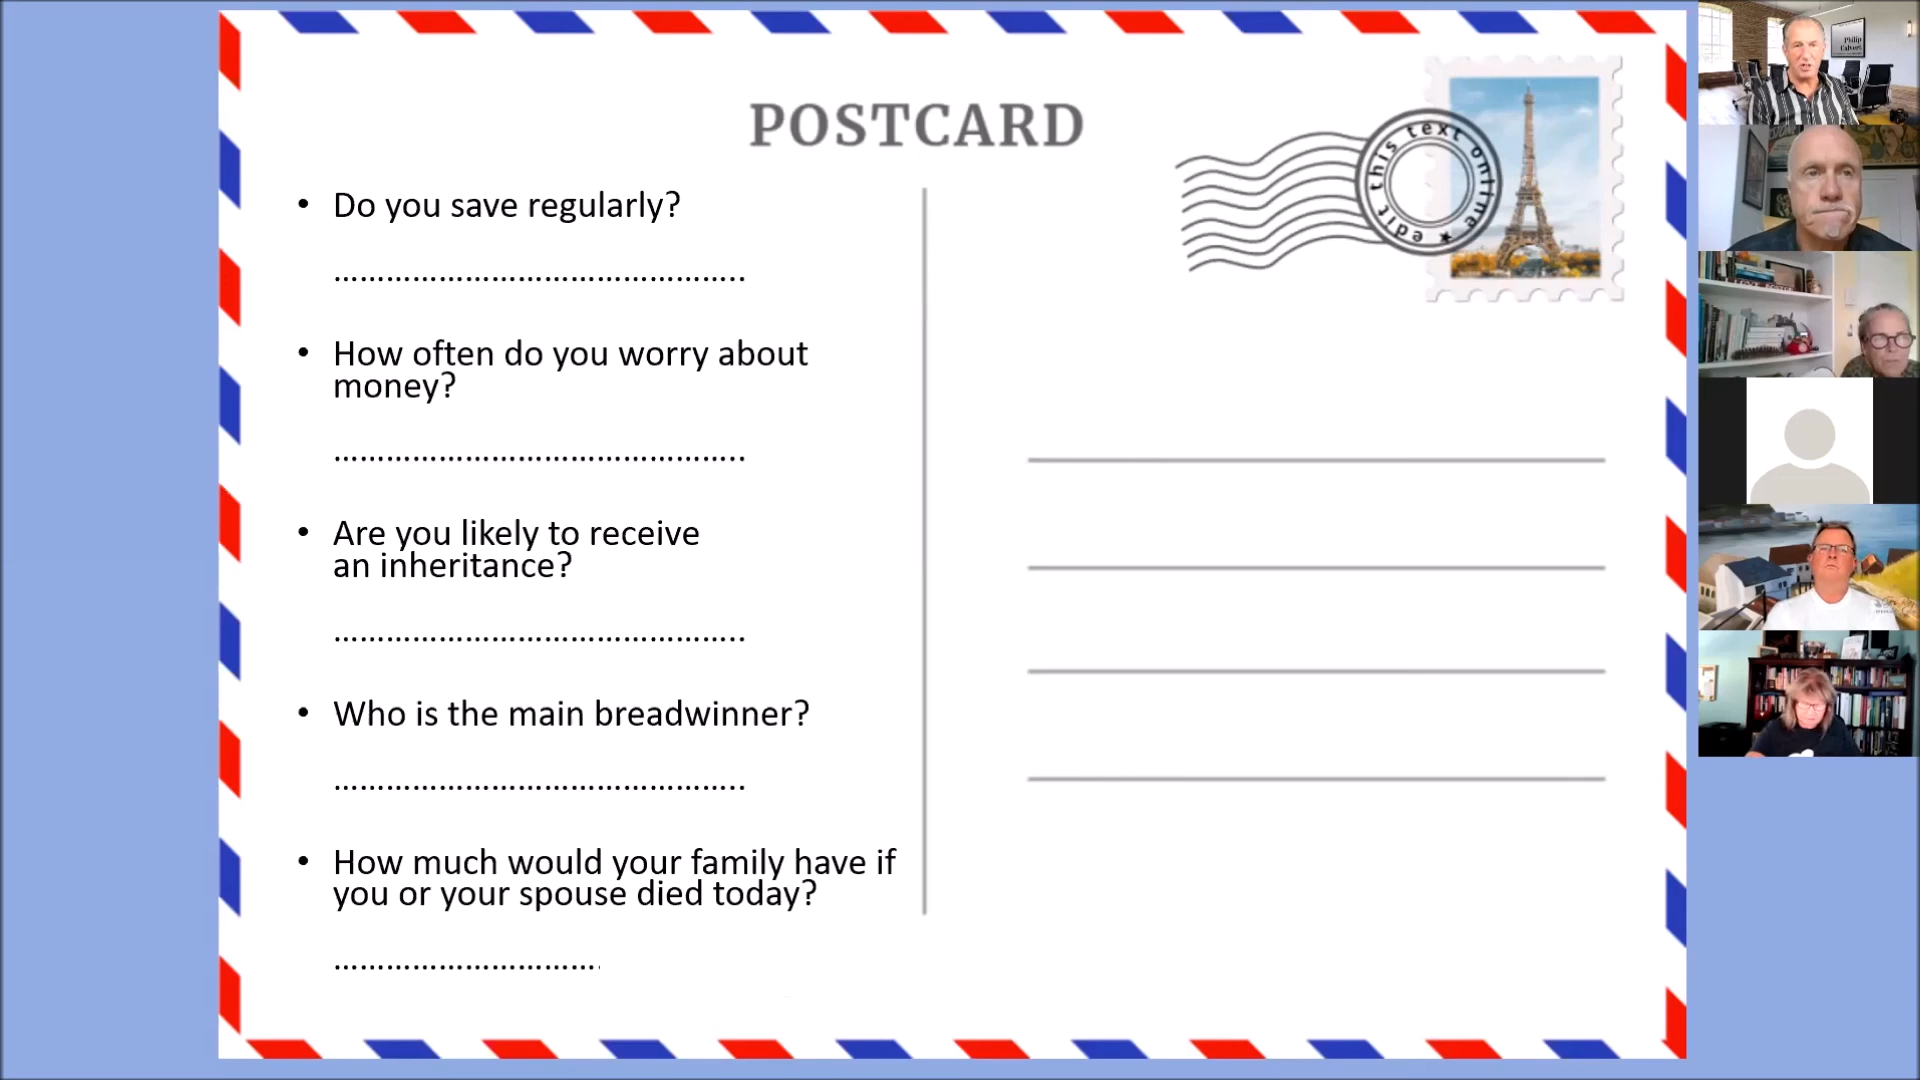 POSTCARD
edit this text online ★
• Do you save regularly?
…………………………………………..
• How often do you worry about
money?
…………………………………………..
• Are you likely to receive
an inheritance?
…………………………………………..
• Who is the main breadwinner?
…………………………………………..
• How much would your family have if
you or your spouse died today?
………………………….
Philip
Calvert